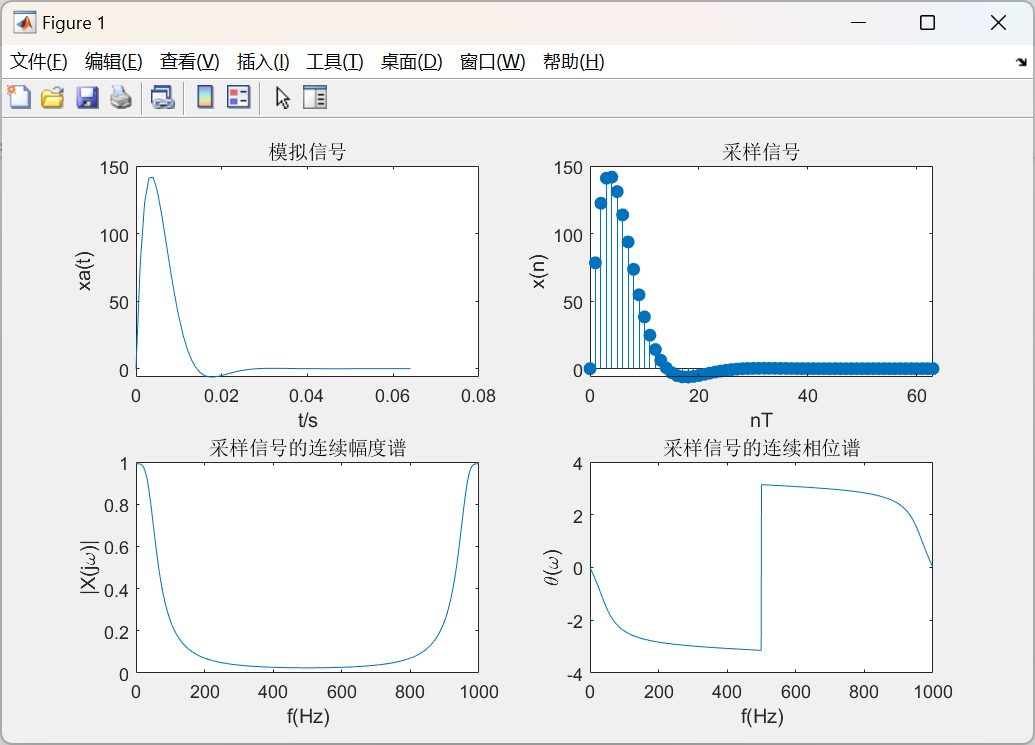 Figure 1
文件(F) 编辑(E) 查看(V) 插入(I) 工具(T) 桌面(D) 窗口(W) 帮助(H)
模拟信号
150
100
50
0
xa(t)
0 0.02 0.04 0.06 0.08
t/s
采样信号
150
100
50
0
x(n)
0 20 40 60
nT
采样信号的连续幅度谱
1
0.8
0.6
0.4
0.2
0
|X(jω)|
0 200 400 600 800 1000
f(Hz)
采样信号的连续相位谱
4
2
0
-2
-4
θ(ω)
0 200 400 600 800 1000
f(Hz)